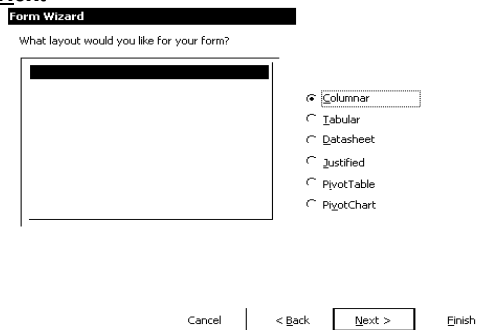 Form Wizard
What layout would you like for your form?
Columnar
Tabular
Datasheet
Justified
PivotTable
PivotChart
Cancel < Back Next > Finish